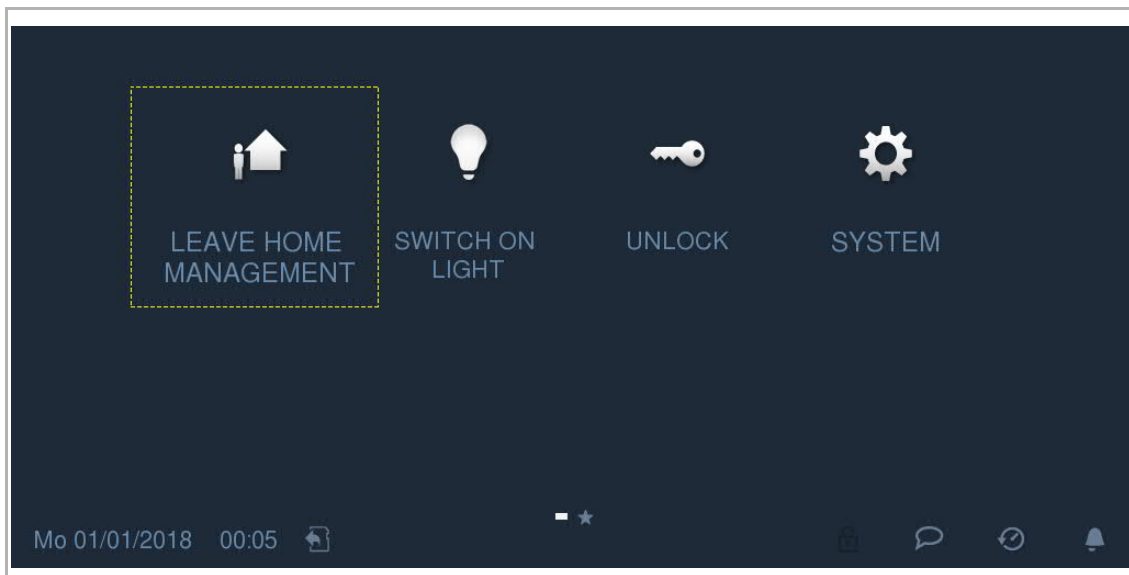 LEAVE HOME
MANAGEMENT
SWITCH ON
LIGHT
UNLOCK
SYSTEM
Mo 01/01/2018 00:05